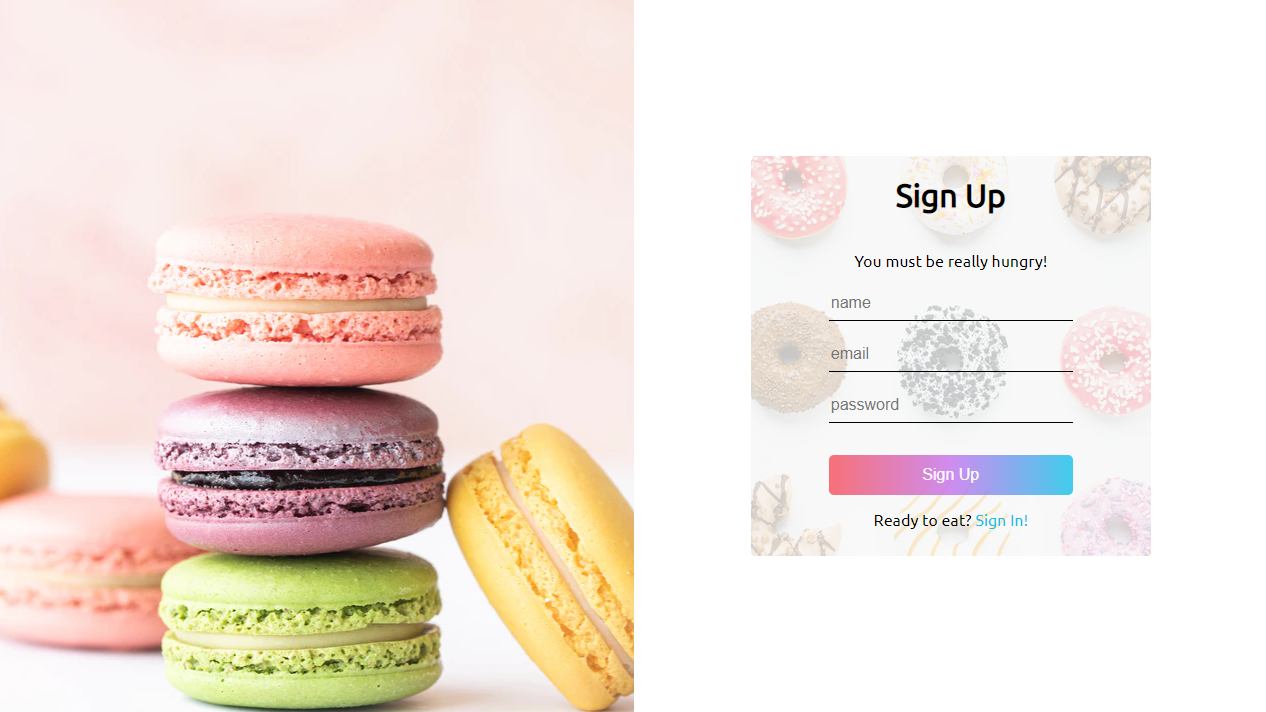 Sign Up
You must be really hungry!
name
email
password
Sign Up
Ready to eat? Sign In!